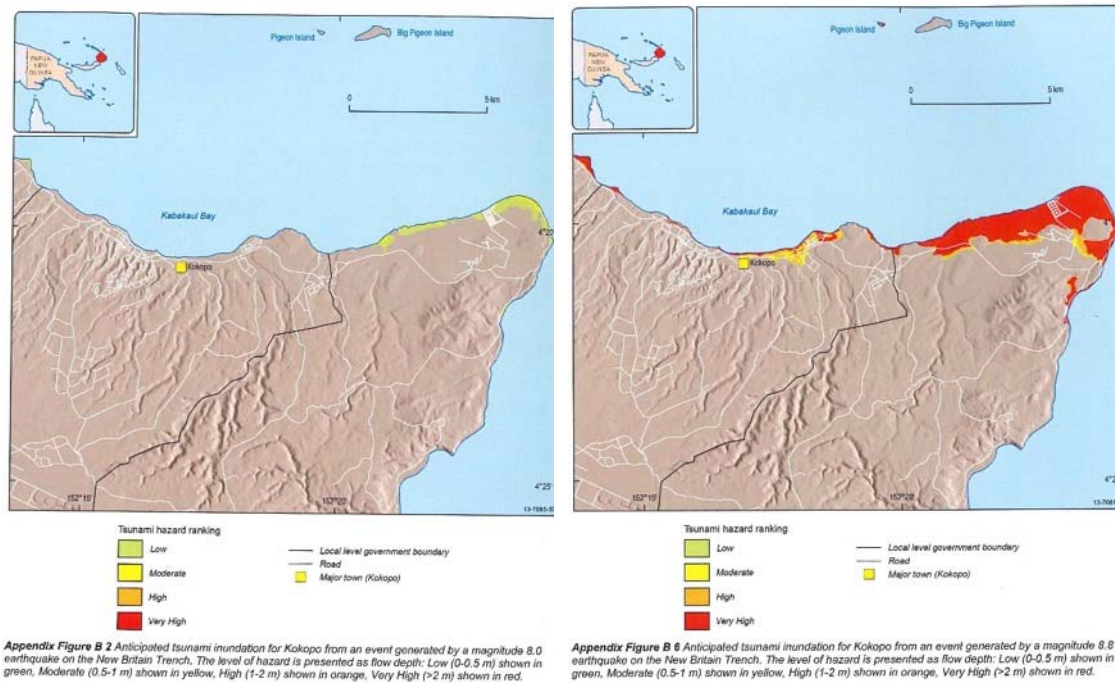 PAPUA
NEW
GUINEA
Pigeon Island
Big Pigeon Island
0
5 km
Kabakaul Bay
4°20'
Kokopo
152°15'
152°20'
4°25'
Tsunami hazard ranking
Low
Moderate
High
Very High
Local level government boundary
Road
Major town (Kokopo)
Appendix Figure B 2 Anticipated tsunami inundation for Kokopo from an event generated by a magnitude 8.0
earthquake on the New Britain Trench. The level of hazard is presented as flow depth: Low (0-0.5 m) shown in
green, Moderate (0.5-1 m) shown in yellow, High (1-2 m) shown in orange, Very High (>2 m) shown in red.
PAPUA
NEW
GUINEA
Pigeon Island
Big Pigeon Island
0
5 km
Kabakaul Bay
Kokopo
152°15'
152°20'
Tsunami hazard ranking
Low
Moderate
High
Very High
Local level government boundary
Road
Major town (Kokopo)
Appendix Figure B 6 Anticipated tsunami inundation for Kokopo from an event generated by a magnitude 8.8
earthquake on the New Britain Trench. The level of hazard is presented as flow depth: Low (0-0.5 m) shown in
green, Moderate (0.5-1 m) shown in yellow, High (1-2 m) shown in orange, Very High (>2 m) shown in red.